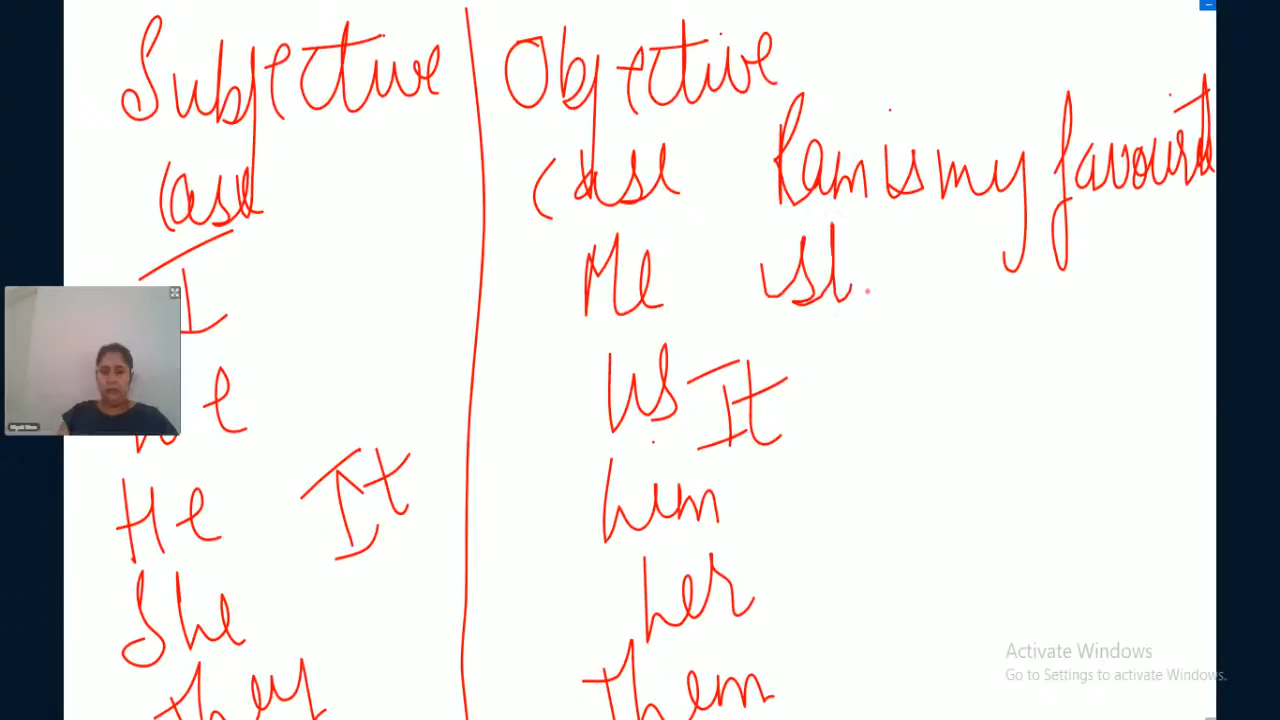 Subjective Objective
case case Ram is my favourite
I Me
We us It
He It him
She her
They Them
Activate Windows
Go to Settings to activate Windows.